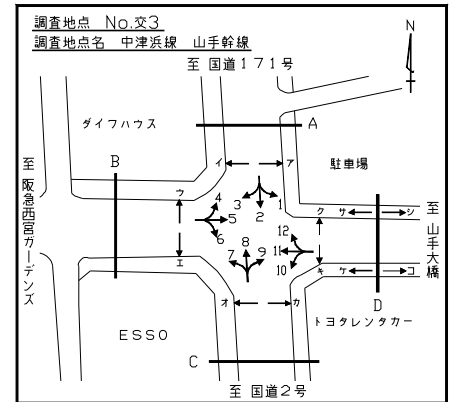 調査地点 No.交3
調査地点名 中津浜線 山手幹線
至 国道171号
N
ダイフハウス
A
駐車場
B
イ
ア
至 阪急西宮ガーデンズ
ウ
4
3
2
1
ク
サ
シ
至 山手大橋
5
6
エ
12
11
10
7
8
9
キ
ケ
コ
オ
カ
D
トヨタレンタカー
ESSO
C
至 国道2号